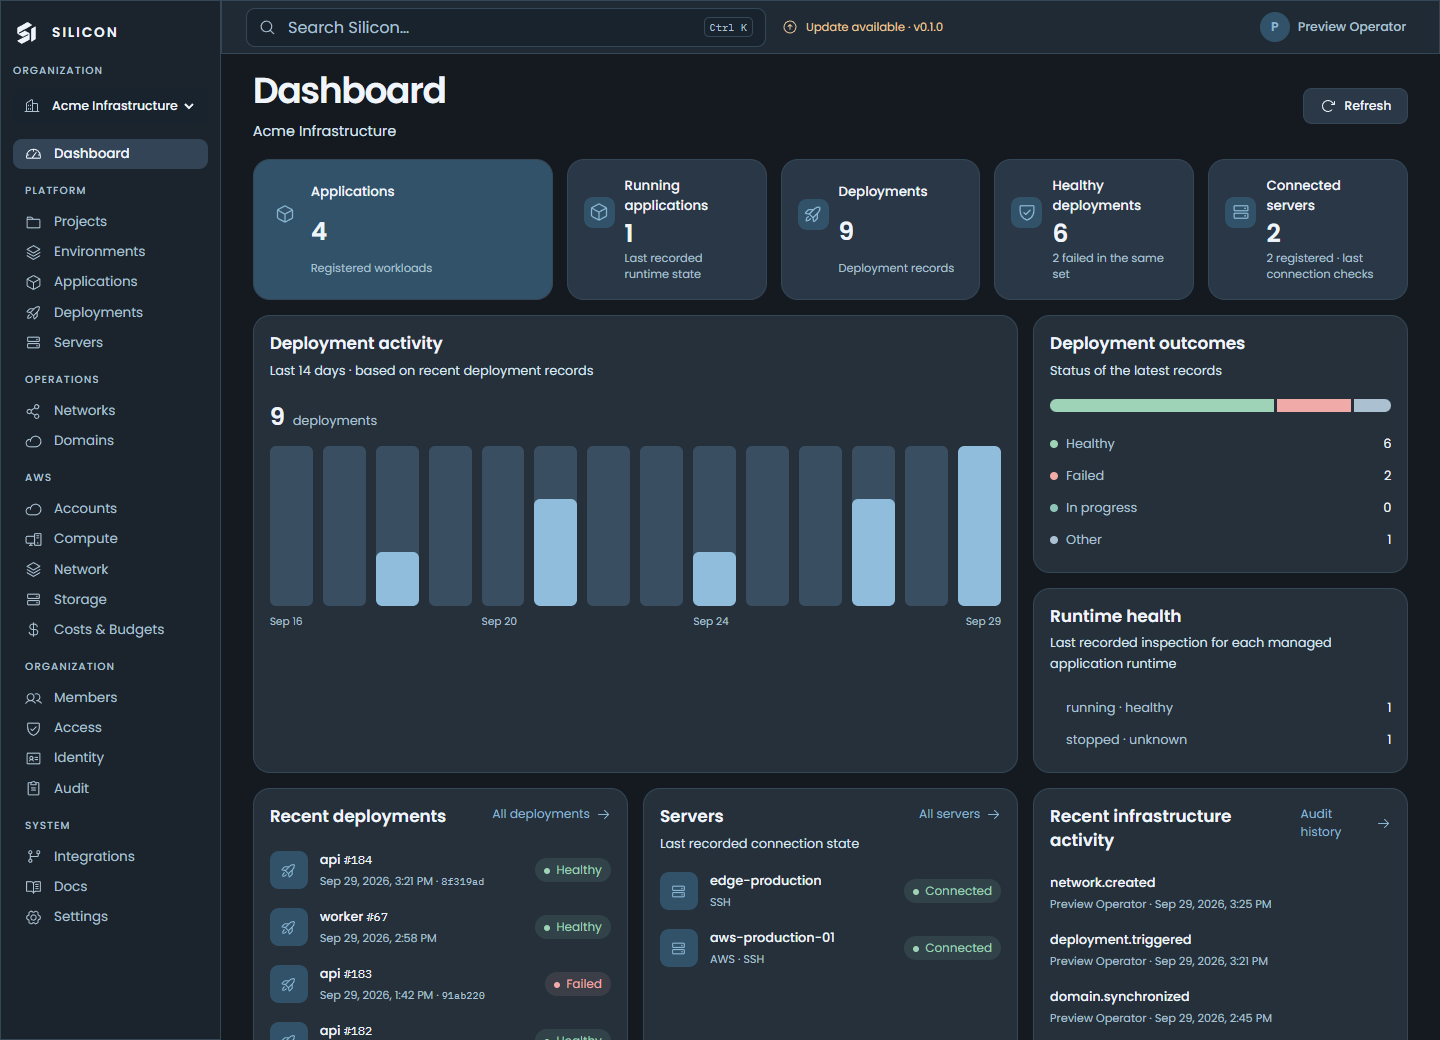 SILICON
ORGANIZATION
Acme Infrastructure
Dashboard
PLATFORM
Projects
Environments
Applications
Deployments
Servers
OPERATIONS
Networks
Domains
AWS
Accounts
Compute
Network
Storage
Costs & Budgets
ORGANIZATION
Members
Access
Identity
Audit
SYSTEM
Integrations
Docs
Settings
Search Silicon...
Ctrl K
Update available · v0.1.0
P
Preview Operator
Dashboard
Acme Infrastructure
Refresh
Applications
4
Registered workloads
Running
applications
1
Last recorded
runtime state
Deployments
9
Deployment records
Healthy
deployments
6
2 failed in the same
set
Connected
servers
2
2 registered · last
connection checks
Deployment activity
Last 14 days · based on recent deployment records
9 deployments
Sep 16
Sep 20
Sep 24
Sep 29
Deployment outcomes
Status of the latest records
Healthy 6
Failed 2
In progress 0
Other 1
Runtime health
Last recorded inspection for each managed
application runtime
running · healthy 1
stopped · unknown 1
Recent deployments
All deployments
api #184
Sep 29, 2026, 3:21 PM · 8f319ad
Healthy
worker #67
Sep 29, 2026, 2:58 PM
Healthy
api #183
Sep 29, 2026, 1:42 PM · 91ab220
Failed
api #182
Healthy
Servers
All servers
Last recorded connection state
edge-production
SSH
Connected
aws-production-01
AWS · SSH
Connected
Recent infrastructure
activity
Audit
history
network.created
Preview Operator · Sep 29, 2026, 3:25 PM
deployment.triggered
Preview Operator · Sep 29, 2026, 3:21 PM
domain.synchronized
Preview Operator · Sep 29, 2026, 2:45 PM